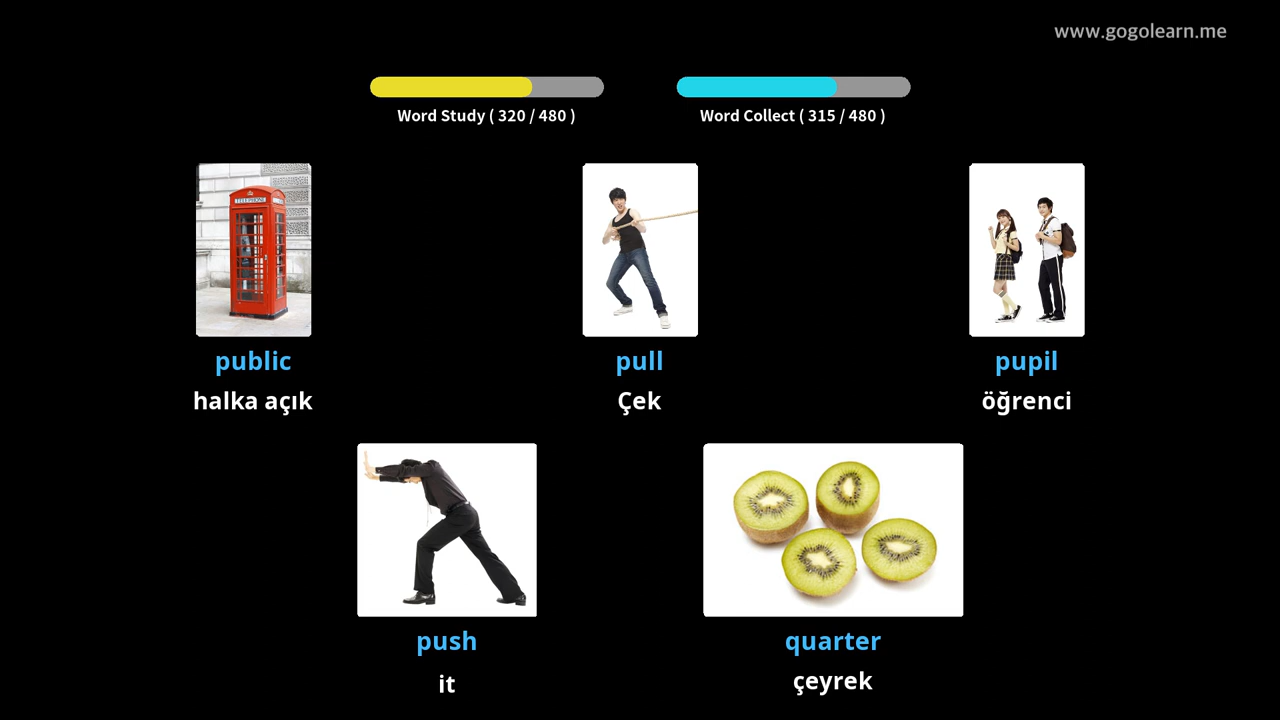 www.gogolearn.me
Word Study ( 320 / 480 )
Word Collect ( 315 / 480 )
TELEPHONE
public
pull
pupil
halka açık
Çek
öğrenci
push
quarter
it
çeyrek